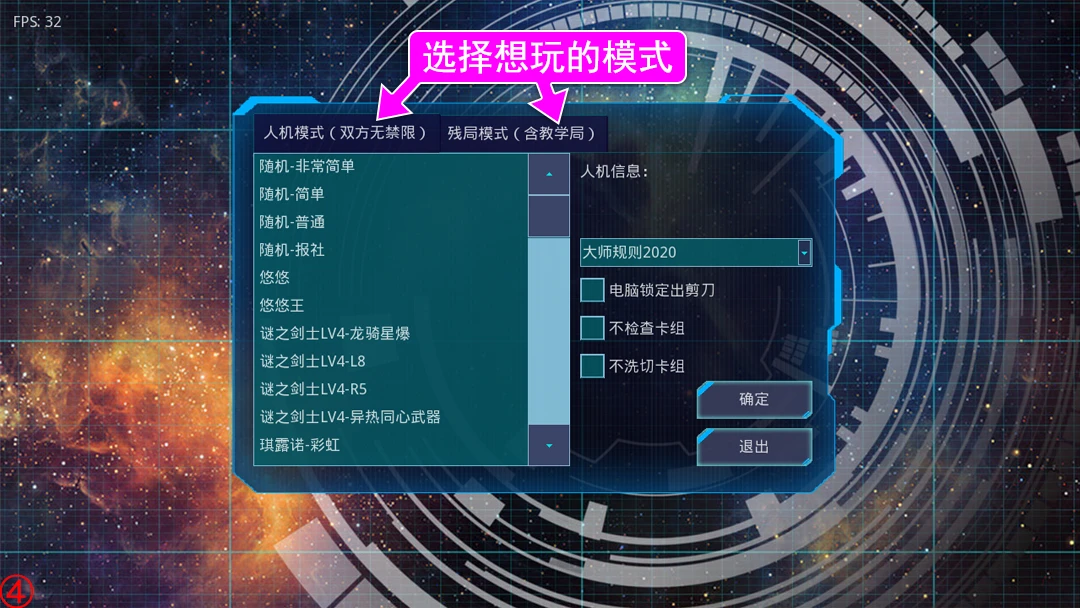 FPS: 32
选择想玩的模式
人机模式（双方无禁限）
残局模式（含教学局）
随机-非常简单
随机-简单
随机-普通
随机-报社
悠悠
悠悠王
谜之剑士LV4-龙骑星爆
谜之剑士LV4-L8
谜之剑士LV4-R5
谜之剑士LV4-异热同心武器
琪露诺-彩虹
人机信息：
大师规则2020
电脑锁定出剪刀
不检查卡组
不洗切卡组
确定
退出
④